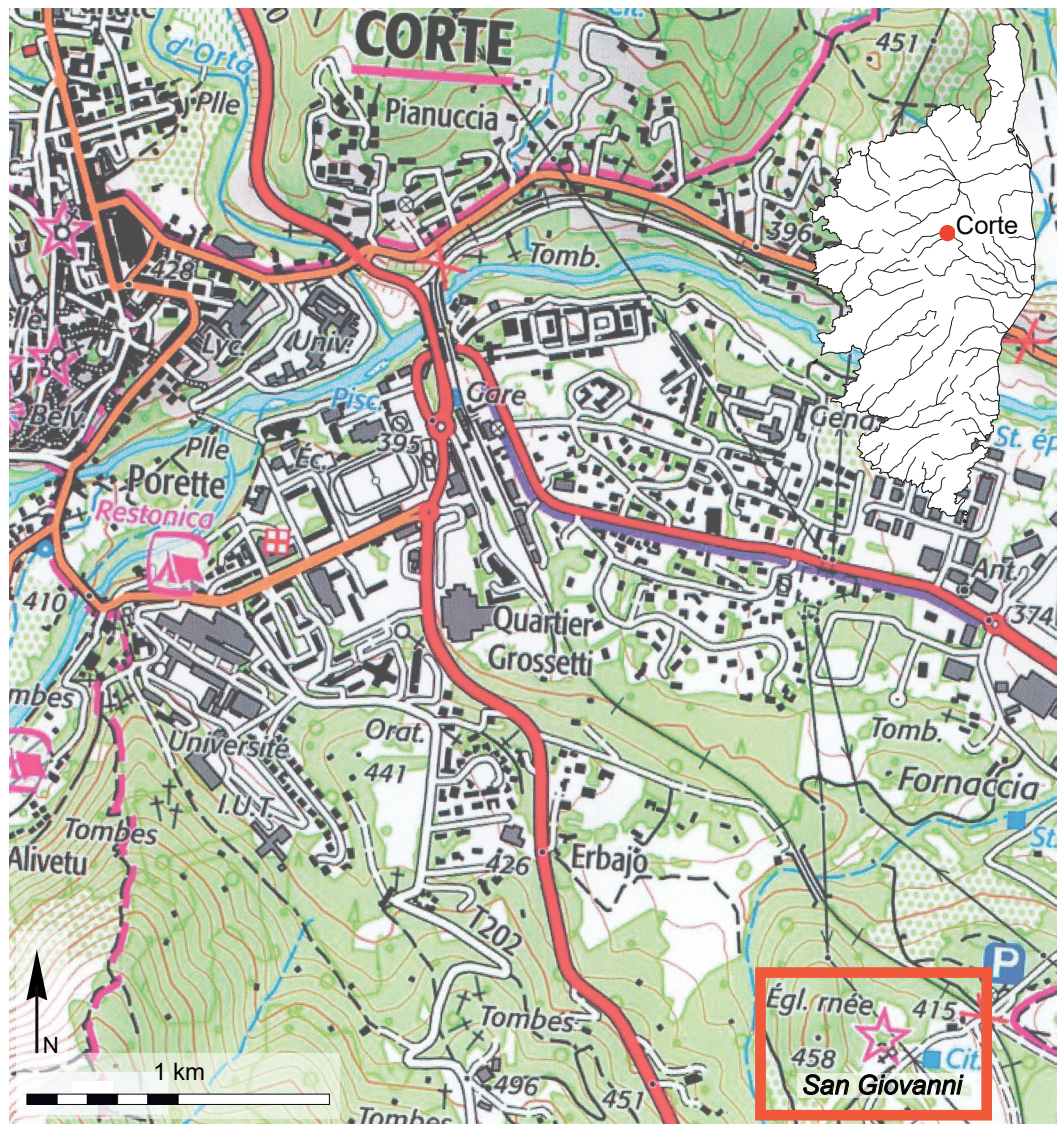 CORTE
Cit.
451
d'Orta
Plle
Pianuccia
Corte
396
Tomb.
428
Lyc.
Univ.
Pisc.
Gare
Belv.
Gend.
395
St. ép
Plle
Éc.
Porette
Restonica
410
Ant.
374
Quartier
Grossetti
Orat.
Tomb.
Université
441
Fornaccia
I.U.T.
St.
Tombes
Alivetu
426
Erbajo
T202
P
Égl. rnée
415
Tombes
N
458
Cit.
San Giovanni
1 km
496
451
Tombes